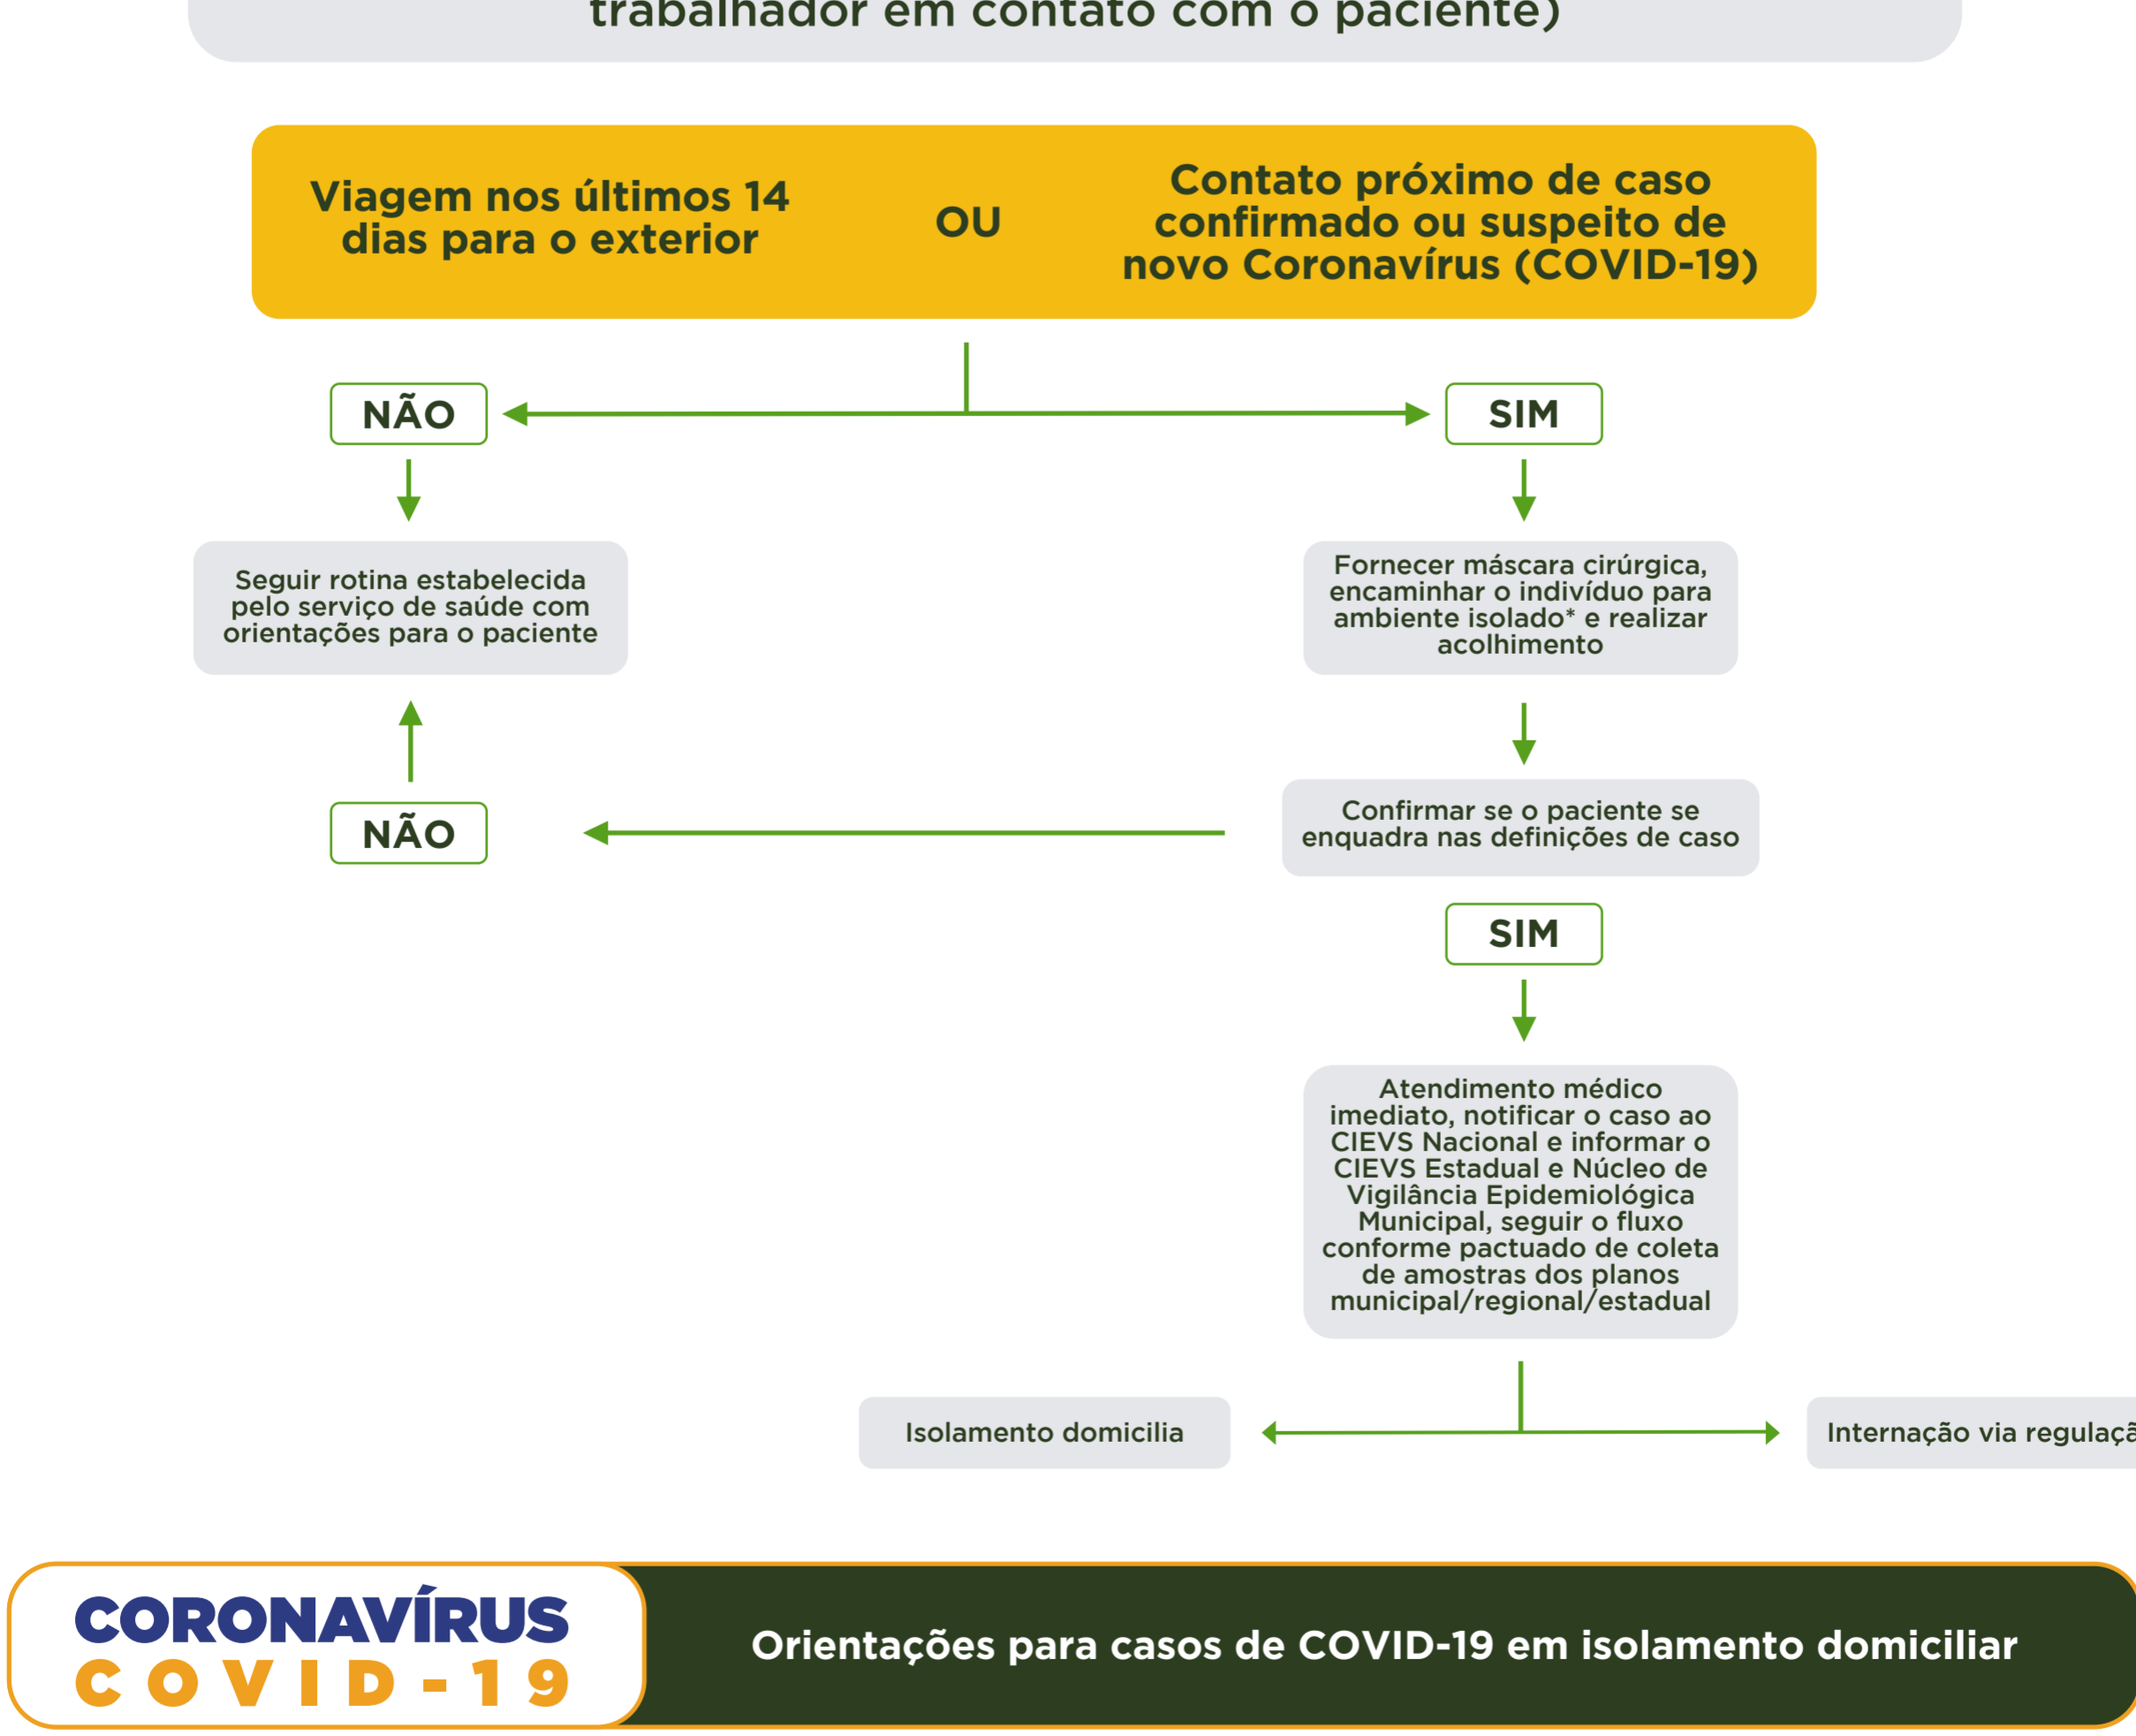 trabalhador em contato com o paciente)
Viagem nos últimos 14
dias para o exterior
OU
Contato próximo de caso
confirmado ou suspeito de
novo Coronavírus (COVID-19)
NÃO
SIM
Seguir rotina estabelecida
pelo serviço de saúde com
orientações para o paciente
Fornecer máscara cirúrgica,
encaminhar o indivíduo para
ambiente isolado* e realizar
acolhimento
NÃO
Confirmar se o paciente se
enquadra nas definições de caso
SIM
Atendimento médico
imediato, notificar o caso ao
CIEVS Nacional e informar o
CIEVS Estadual e Núcleo de
Vigilância Epidemiológica
Municipal, seguir o fluxo
conforme pactuado de coleta
de amostras dos planos
municipal/regional/estadual
Isolamento domicilia
Internação via regulaçã
CORONAVÍRUS
COVID-19
Orientações para casos de COVID-19 em isolamento domiciliar